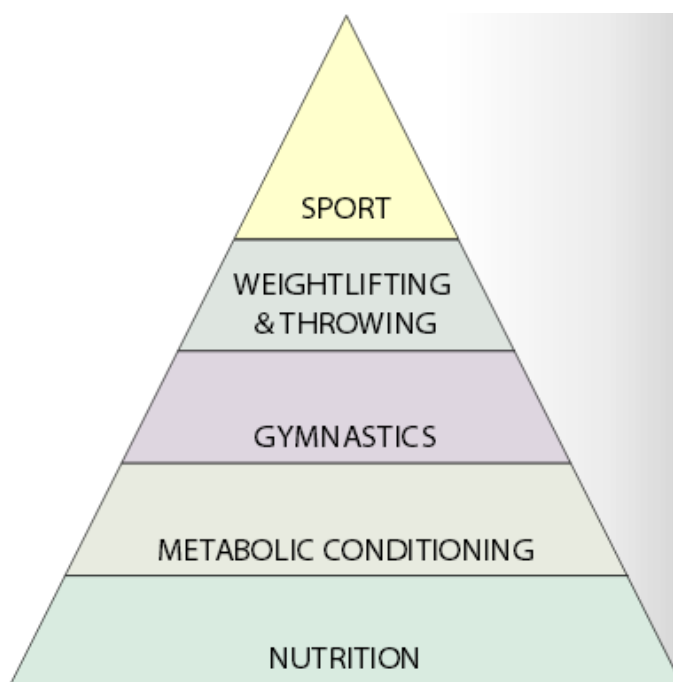 SPORT
WEIGHTLIFTING
& THROWING
GYMNASTICS
METABOLIC CONDITIONING
NUTRITION